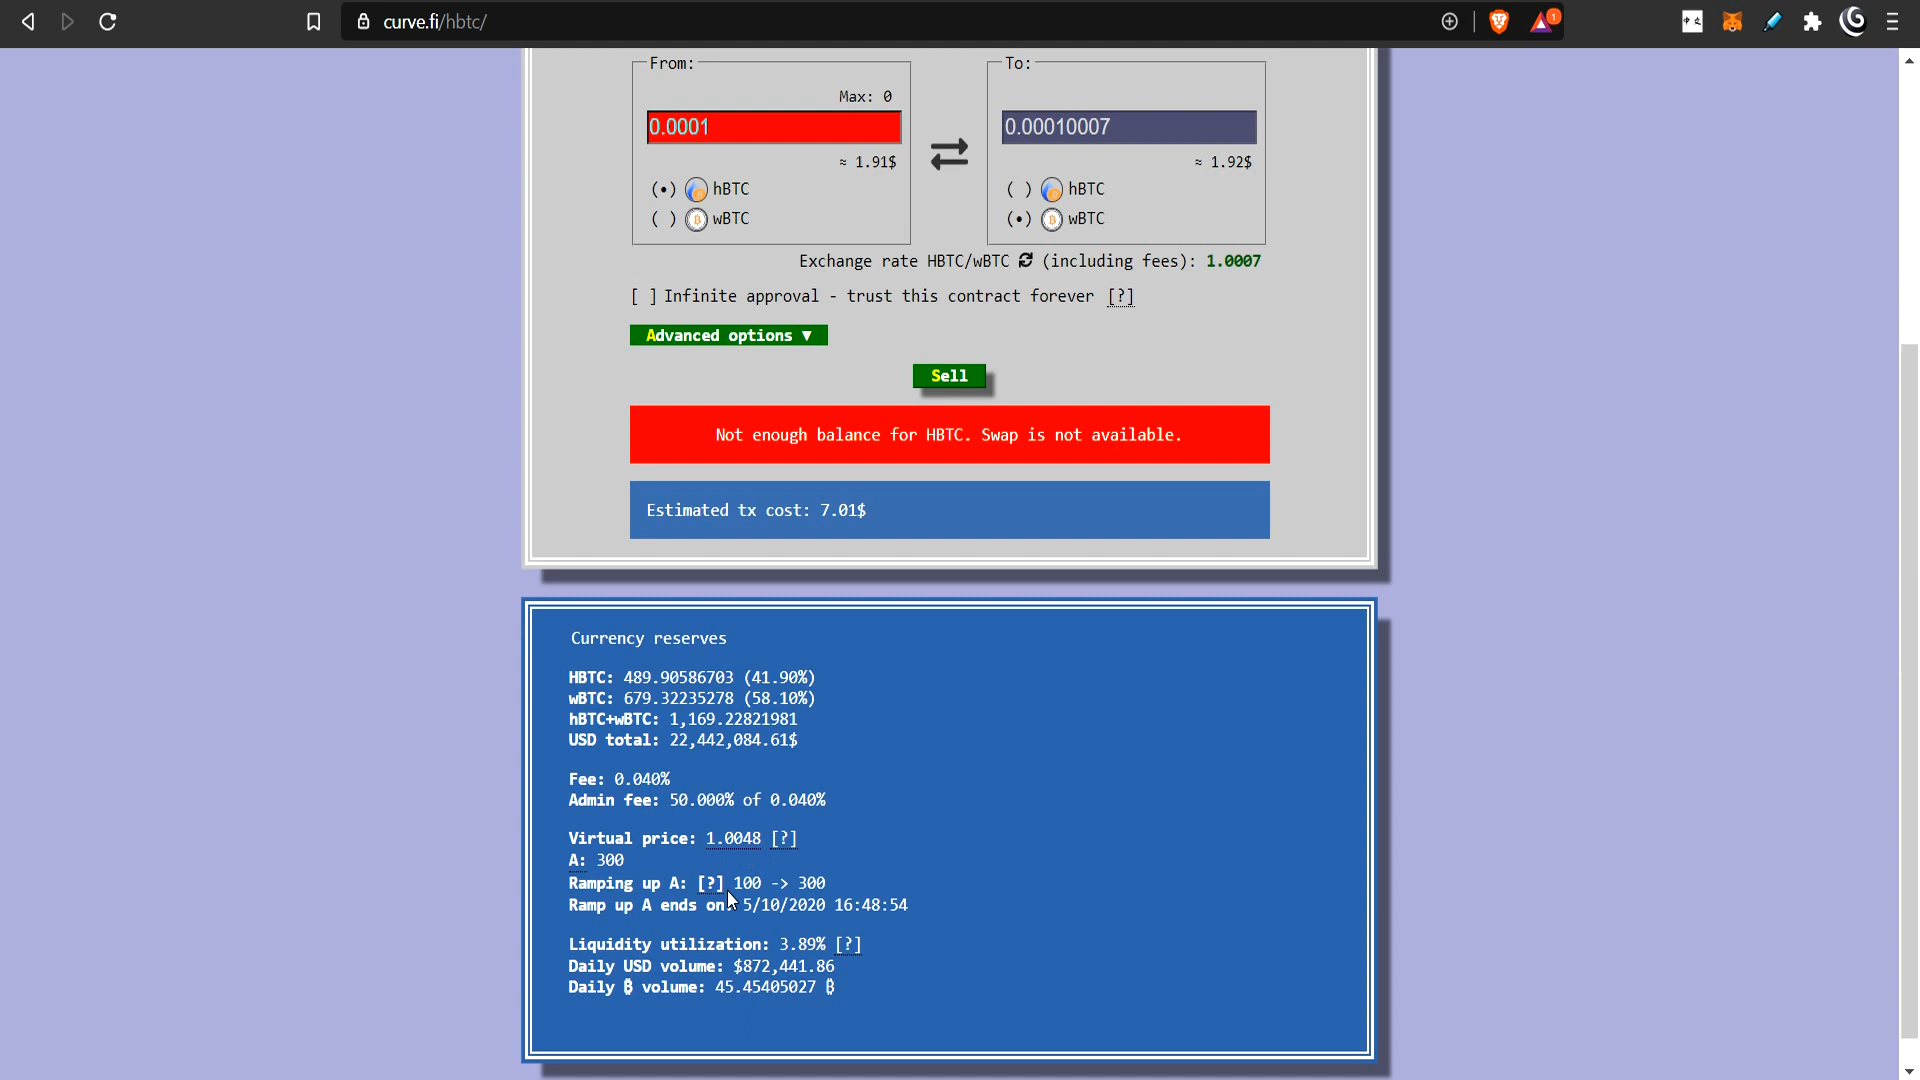 curve.fi/hbtc/
1
From:
Max: 0
0.0001
≈ 1.91$
(•) hBTC
( ) wBTC
To:
0.00010007
≈ 1.92$
( ) hBTC
(•) wBTC
Exchange rate HBTC/wBTC (including fees): 1.0007
[ ] Infinite approval - trust this contract forever [?]
Advanced options ▼
Sell
Not enough balance for HBTC. Swap is not available.
Estimated tx cost: 7.01$
Currency reserves
HBTC: 489.90586703 (41.90%)
wBTC: 679.32235278 (58.10%)
hBTC+wBTC: 1,169.22821981
USD total: 22,442,084.61$
Fee: 0.040%
Admin fee: 50.000% of 0.040%
Virtual price: 1.0048 [?]
A: 300
Ramping up A: [?] 100 -> 300
Ramp up A ends on: 5/10/2020 16:48:54
Liquidity utilization: 3.89% [?]
Daily USD volume: $872,441.86
Daily ₿ volume: 45.45405027 ₿